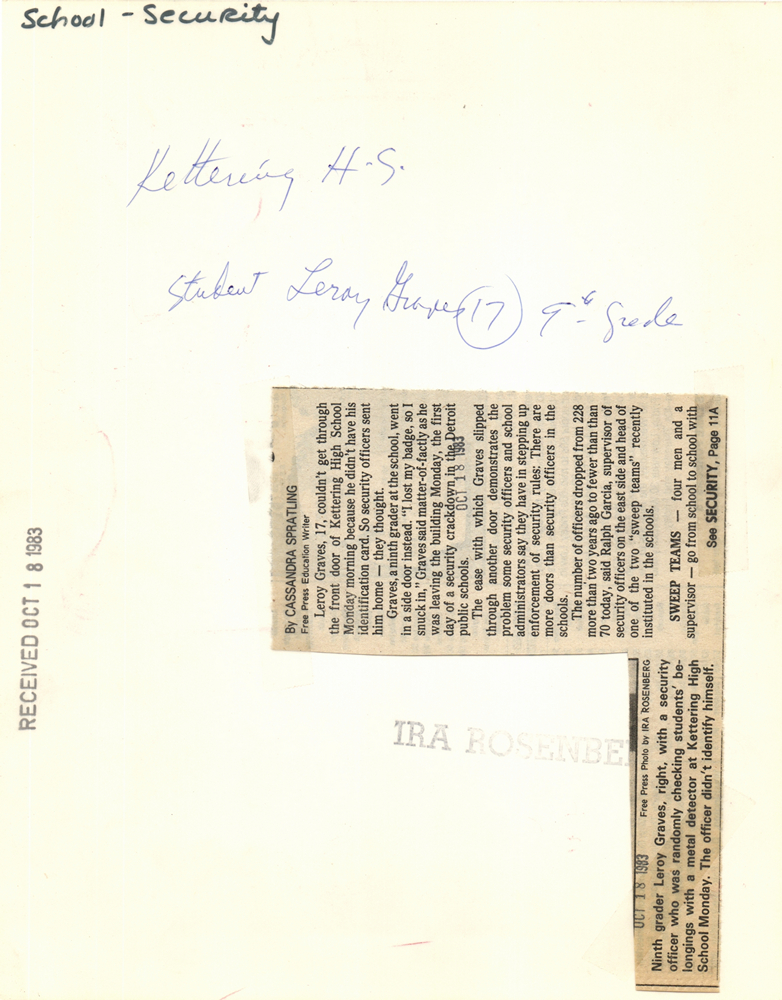 School - Security
Kettering H.S.
Student Leroy Graves (17) 9th Grade
RECEIVED OCT 18 1983
By CASSANDRA SPRATLING
Free Press Education Writer
Leroy Graves, 17, couldn't get through
the front door of Kettering High School
Monday morning because he didn't have his
identification card. So security officers sent
him home — they thought.
Graves, a ninth grader at the school, went
in a side door instead. "I lost my badge, so I
snuck in," Graves said matter-of-factly as he
was leaving the building Monday, the first
day of a security crackdown in the Detroit
public schools.
OCT 18 1983
The ease with which Graves slipped
through another door demonstrates the
problem some security officers and school
administrators say they have in stepping up
enforcement of security rules: There are
more doors than security officers in the
schools.
The number of officers dropped from 228
more than two years ago to fewer than than
70 today, said Ralph Garcia, supervisor of
security officers on the east side and head of
one of the two "sweep teams" recently
instituted in the schools.
SWEEP TEAMS — four men and a
supervisor — go from school to school with
See SECURITY, Page 11A
IRA ROSENBE
OCT 18 1983
Free Press Photo by IRA ROSENBERG
Ninth grader Leroy Graves, right, with a security
officer who was randomly checking students' be-
longings with a metal detector at Kettering High
School Monday. The officer didn't identify himself.